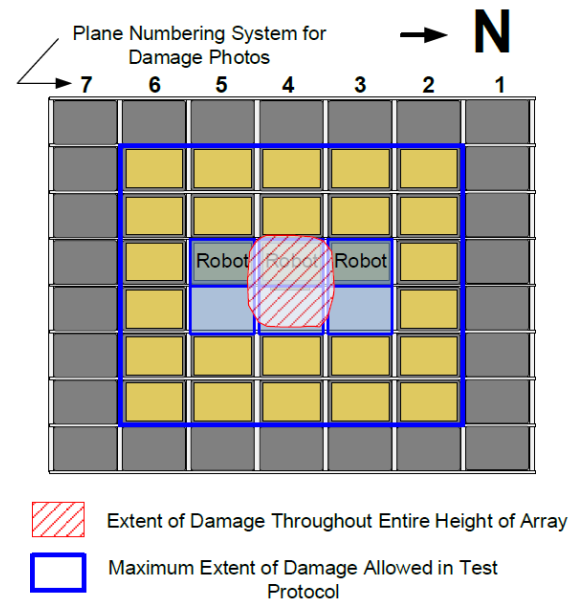 Plane Numbering System for
Damage Photos
N
7 6 5 4 3 2 1
Robot Robot Robot
Extent of Damage Throughout Entire Height of Array
Maximum Extent of Damage Allowed in Test
Protocol